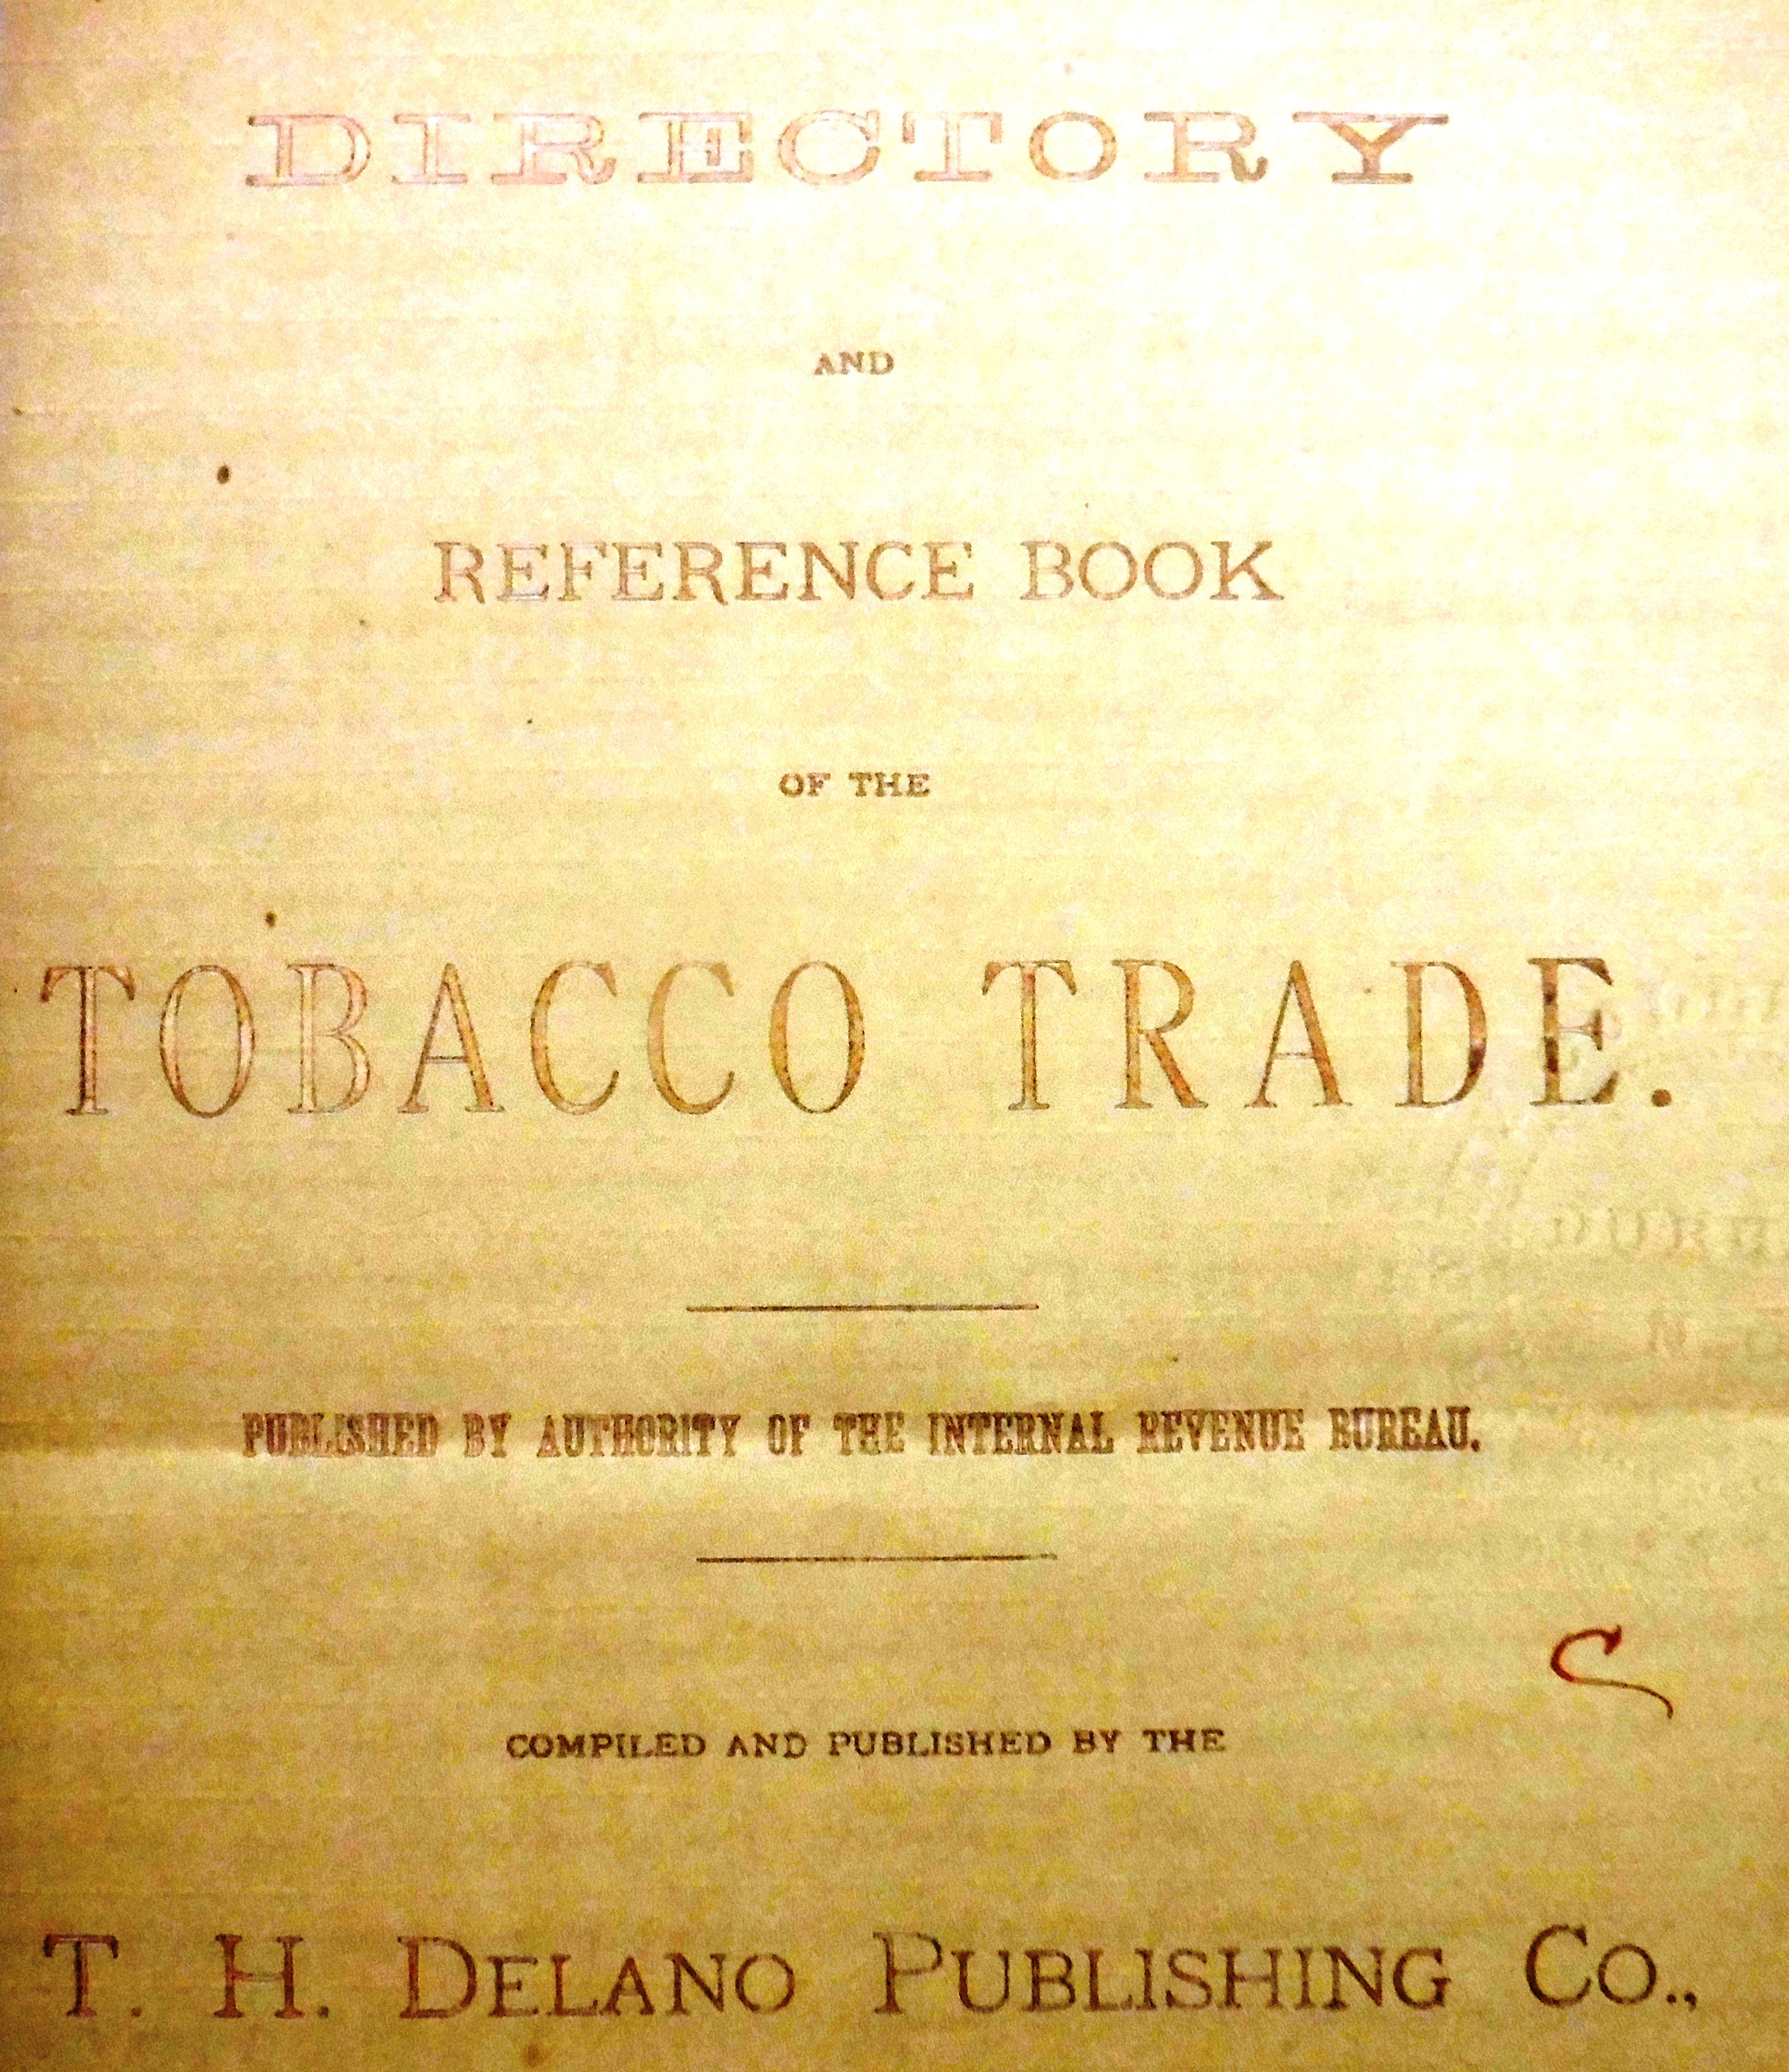 DIRECTORY
AND
REFERENCE BOOK
OF THE
TOBACCO TRADE.
PUBLISHED BY AUTHORITY OF THE INTERNAL REVENUE BUREAU.
COMPILED AND PUBLISHED BY THE
T. H. DELANO PUBLISHING CO.,